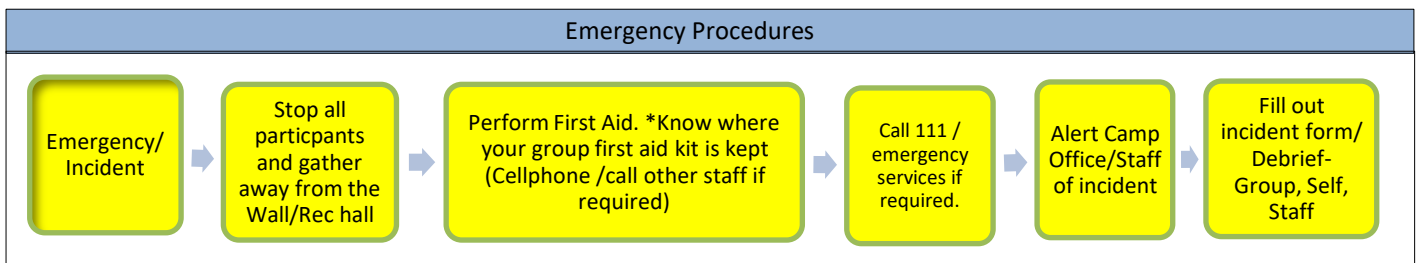 Emergency Procedures
Emergency/
Incident
Stop all
particpants
and gather
away from the
Wall/Rec hall
Perform First Aid. *Know where
your group first aid kit is kept
(Cellphone /call other staff if
required)
Call 111 /
emergency
services if
required.
Alert Camp
Office/Staff
of incident
Fill out
incident form/
Debrief-
Group, Self,
Staff